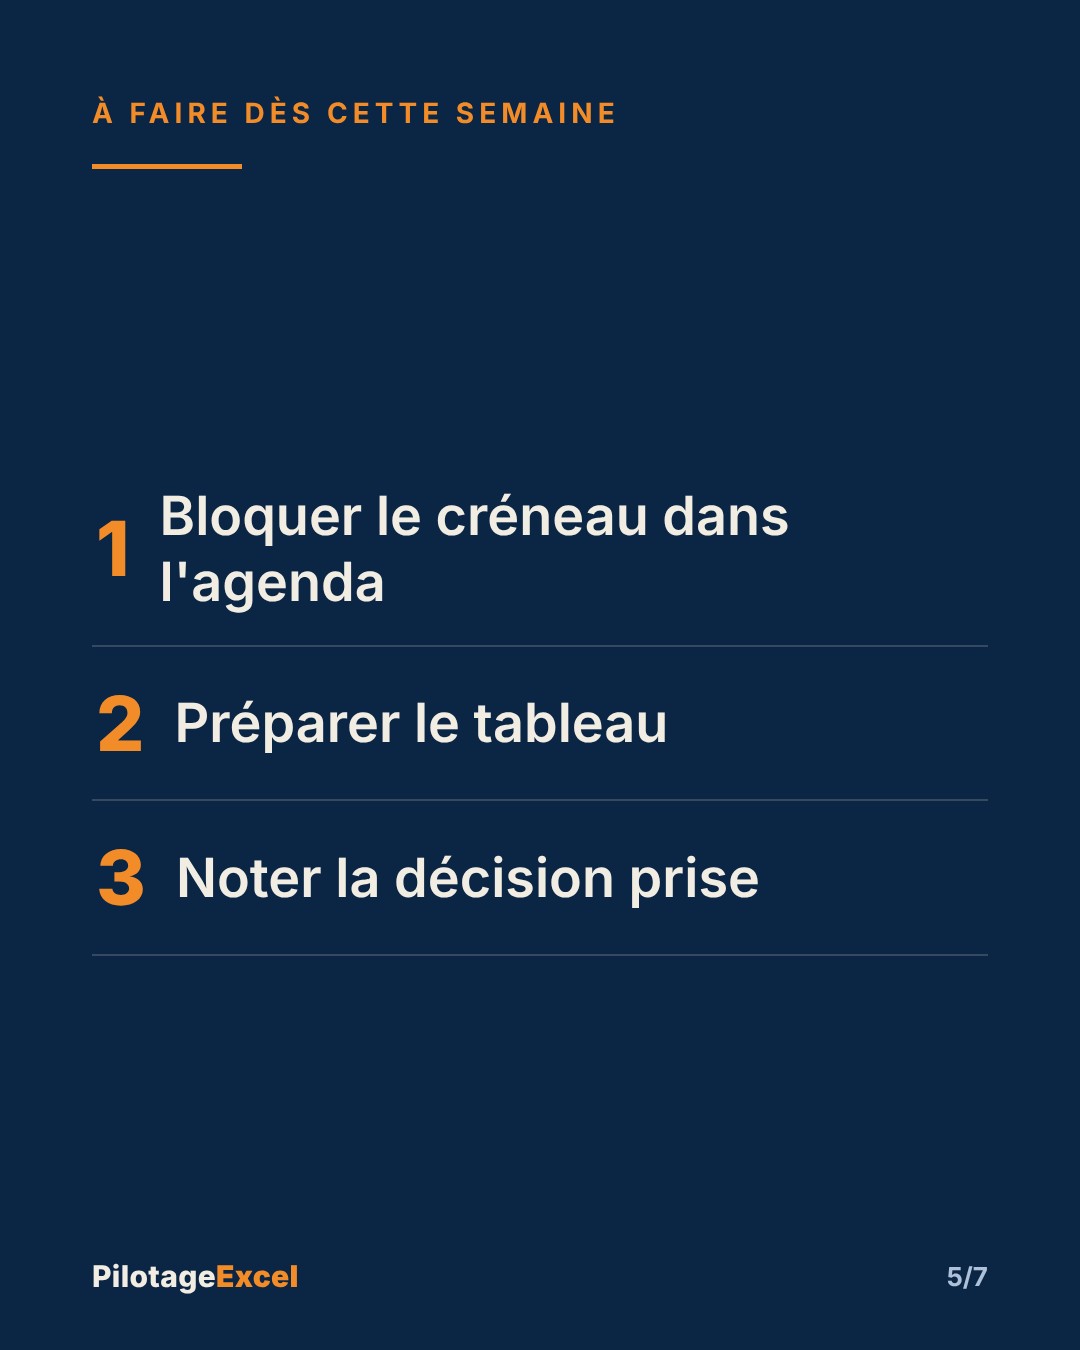 À FAIRE DÈS CETTE SEMAINE
1 Bloquer le créneau dans
l'agenda
2 Préparer le tableau
3 Noter la décision prise
PilotageExcel
5/7